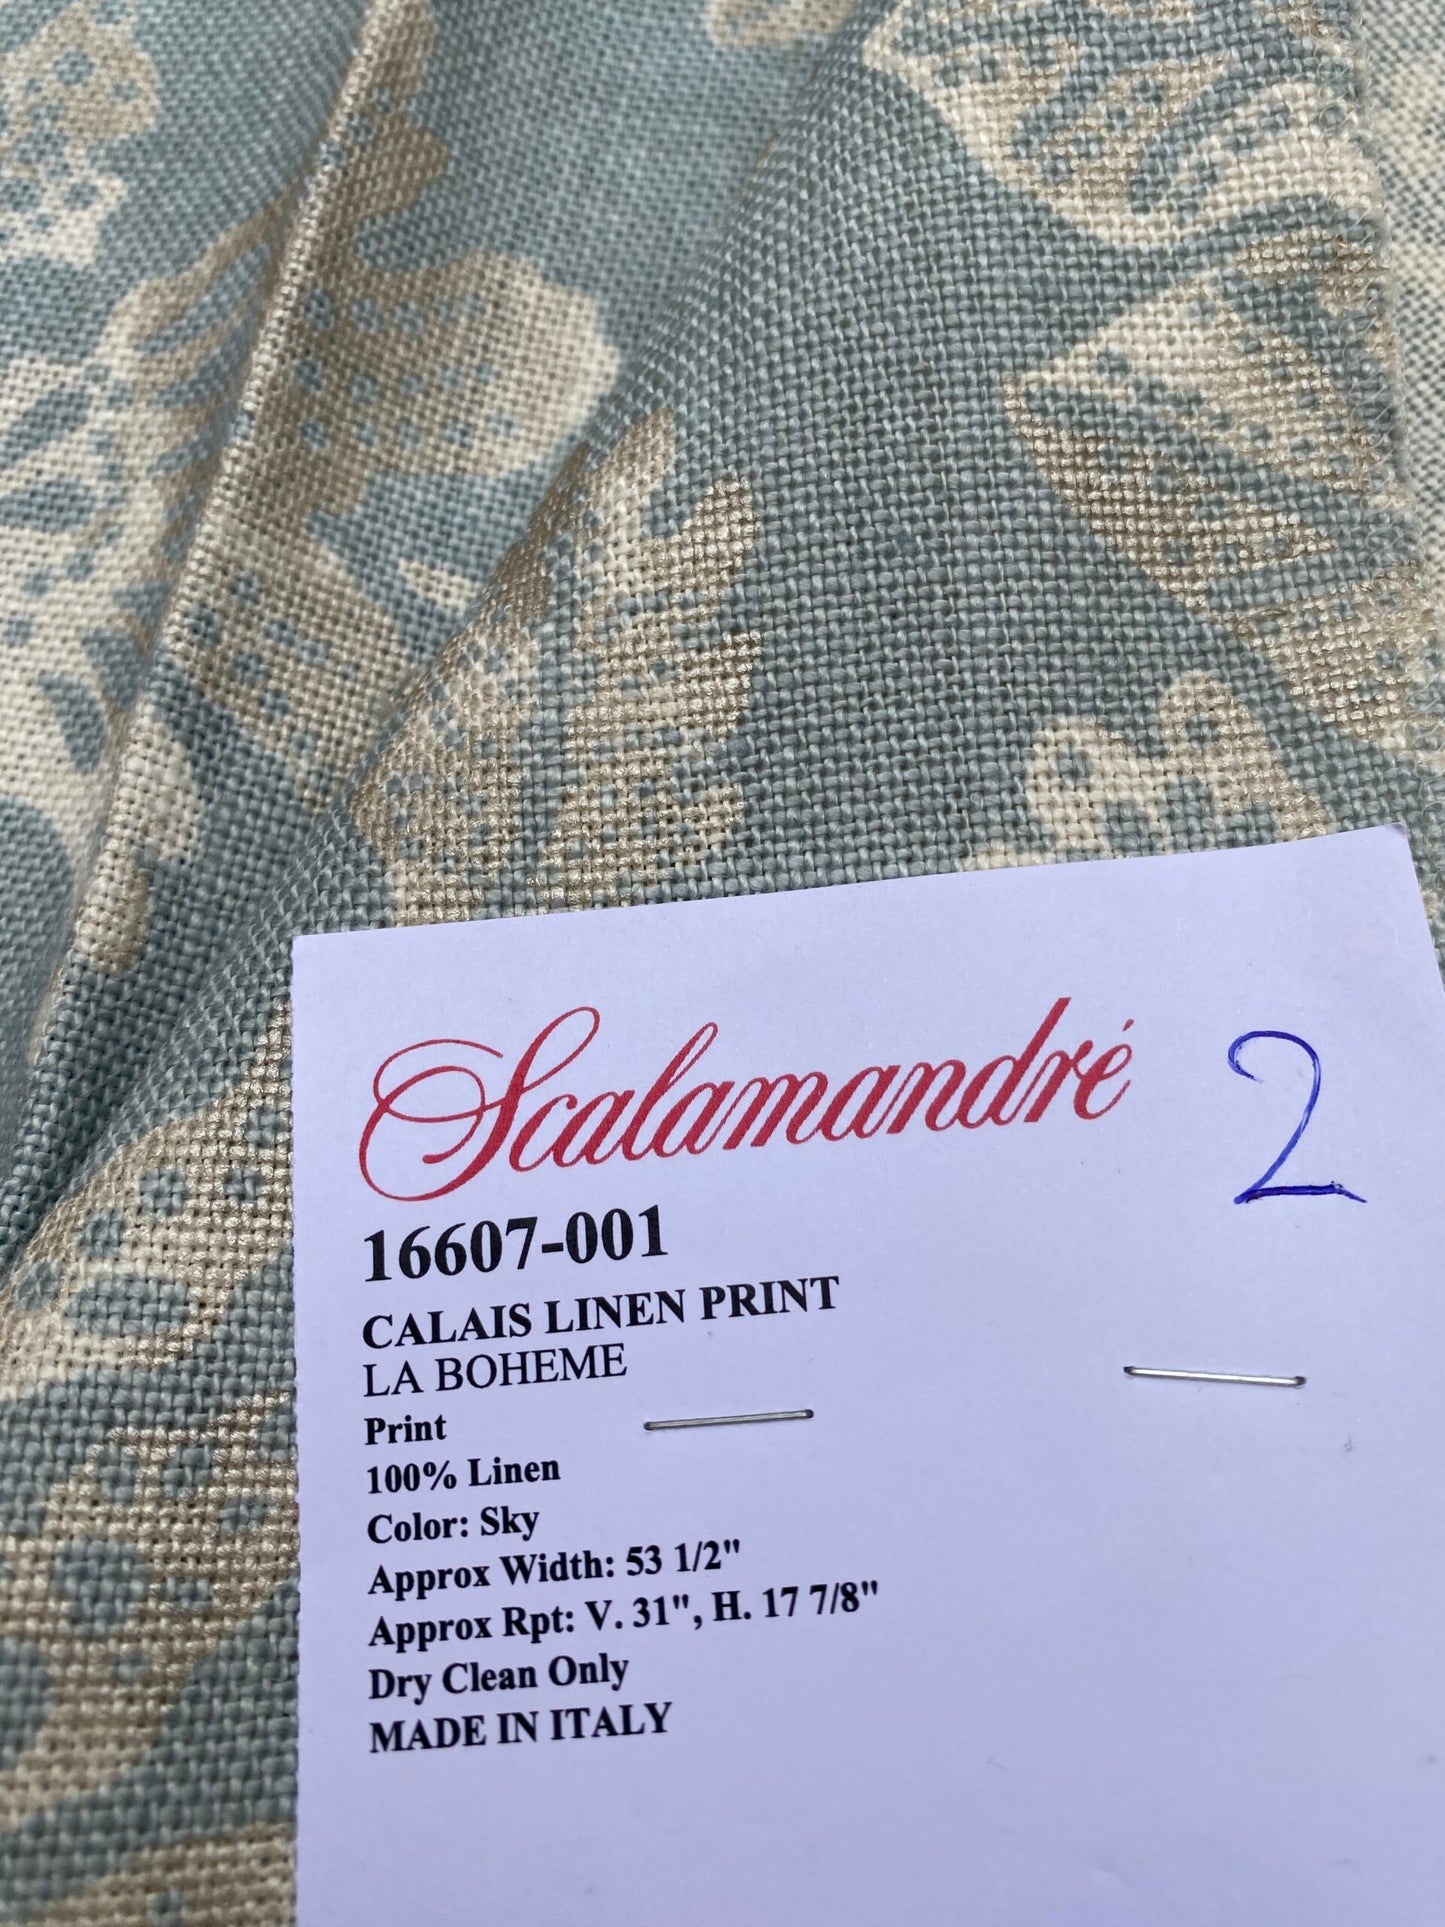 Scalamandré
2
16607-001
CALAIS LINEN PRINT
LA BOHEME
Print
100% Linen
Color: Sky
Approx Width: 53 1/2"
Approx Rpt: V. 31", H. 17 7/8"
Dry Clean Only
MADE IN ITALY